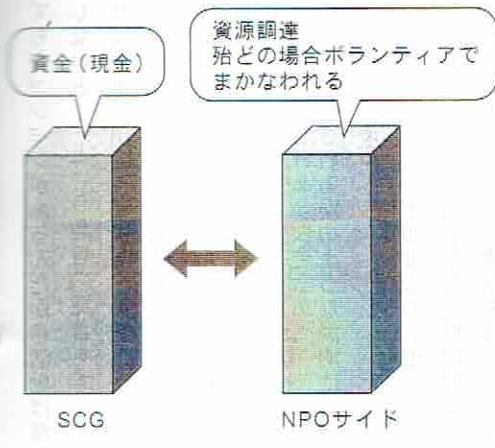 資金(現金)
資源調達
殆どの場合ボランティアで
まかなわれる
SCG
NPOサイド